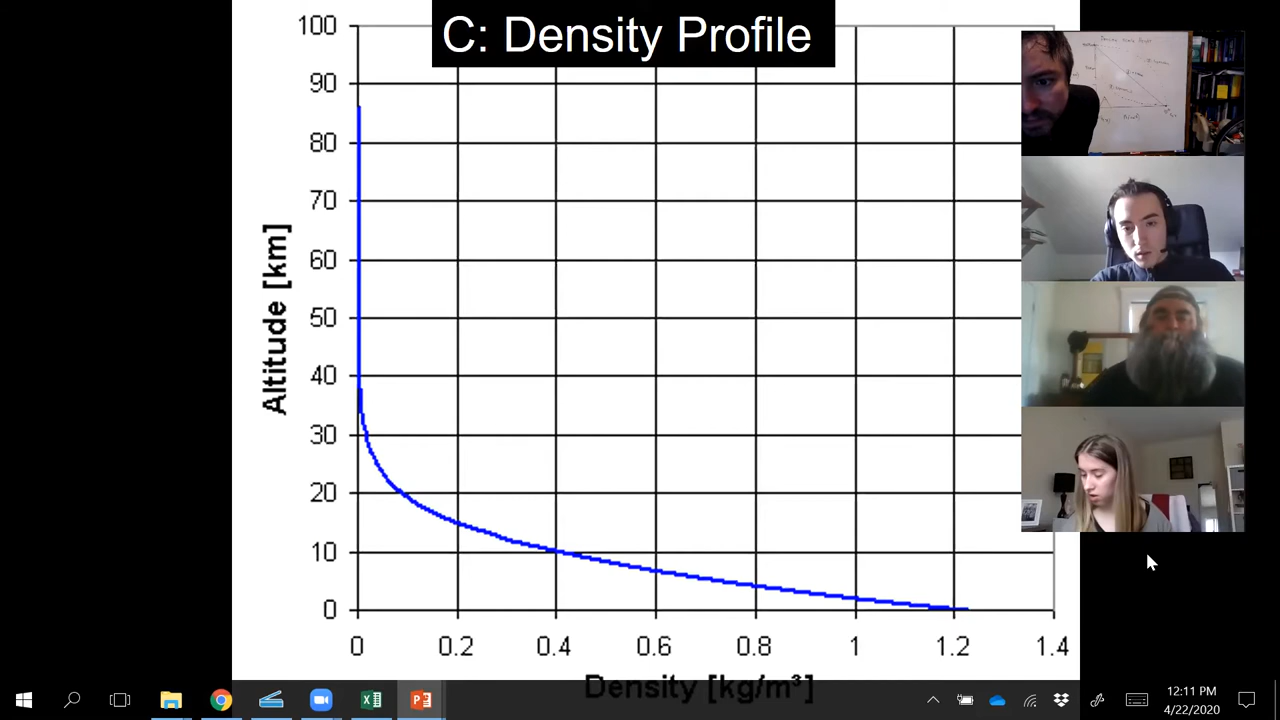 C: Density Profile
100
90
80
70
60
50
40
30
20
10
0
Altitude [km]
0 0.2 0.4 0.6 0.8 1 1.2 1.4
Density [kg/m³]
12:11 PM
4/22/2020